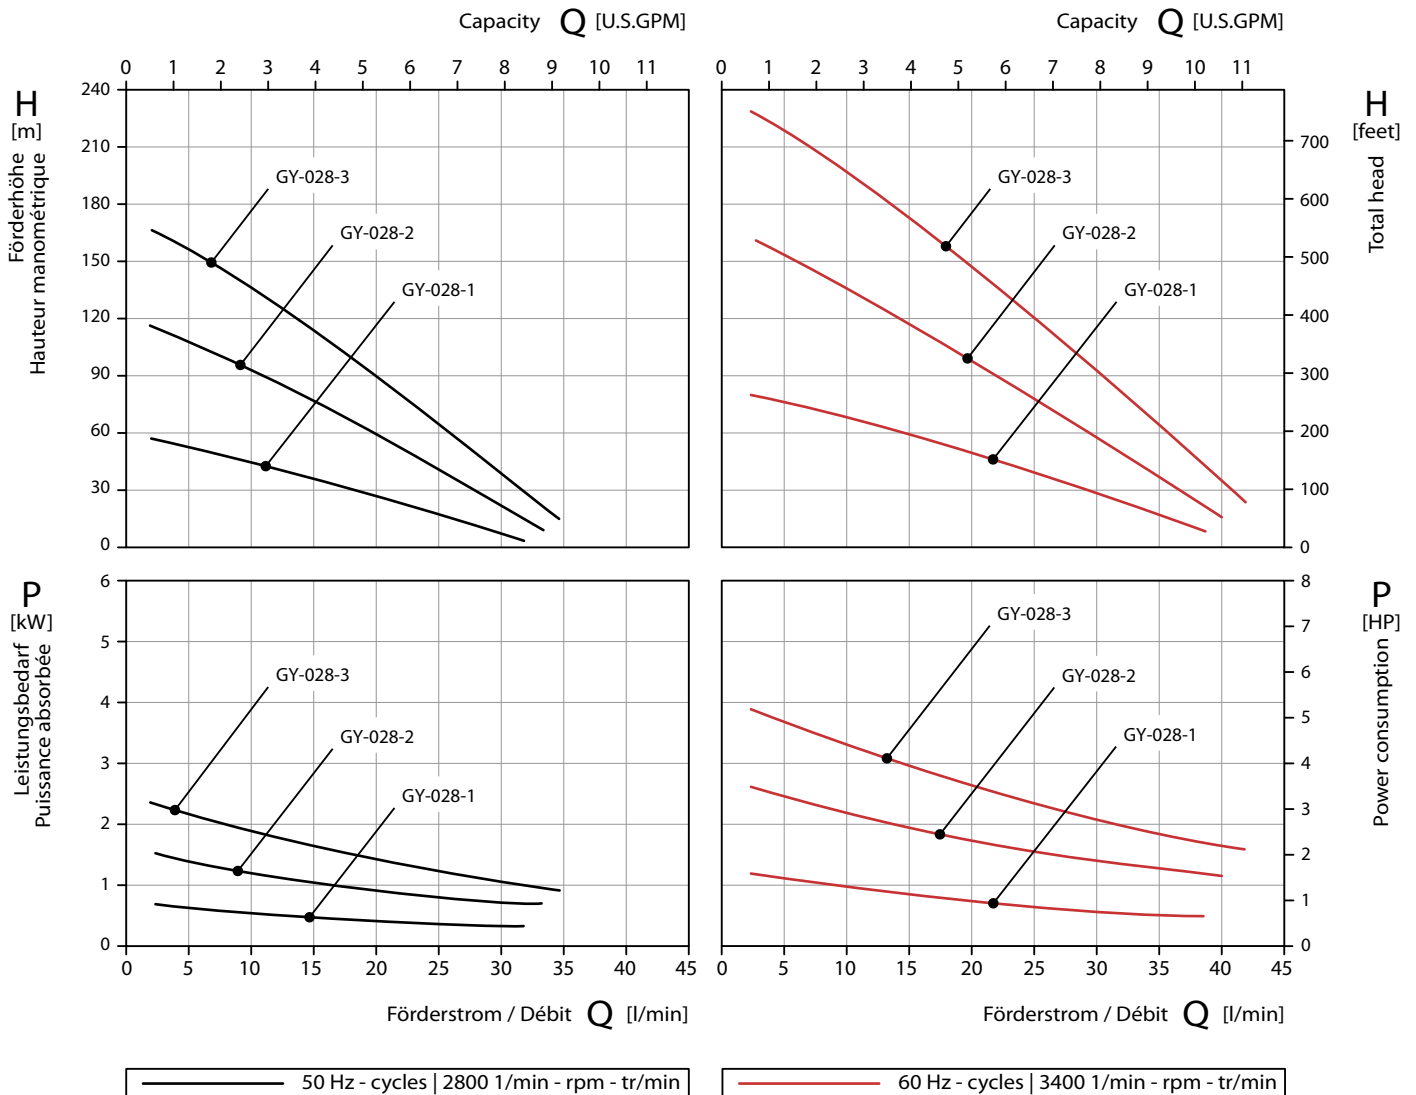 Capacity Q [U.S.GPM]
Capacity Q [U.S.GPM]
0 1 2 3 4 5 6 7 8 9 10 11
0 1 2 3 4 5 6 7 8 9 10 11
H
[m]
Förderhöhe
Hauteur manométrique
240
210
180
150
120
90
60
30
0
GY-028-3
GY-028-2
GY-028-1
GY-028-3
GY-028-2
GY-028-1
H
[feet]
Total head
700
600
500
400
300
200
100
0
P
[kW]
Leistungsbedarf
Puissance absorbée
6
5
4
3
2
1
0
GY-028-3
GY-028-2
GY-028-1
GY-028-3
GY-028-2
GY-028-1
P
[HP]
Power consumption
8
7
6
5
4
3
2
1
0
0 5 10 15 20 25 30 35 40 45
0 5 10 15 20 25 30 35 40 45
Förderstrom / Débit Q [l/min]
Förderstrom / Débit Q [l/min]
50 Hz - cycles | 2800 1/min - rpm - tr/min
60 Hz - cycles | 3400 1/min - rpm - tr/min